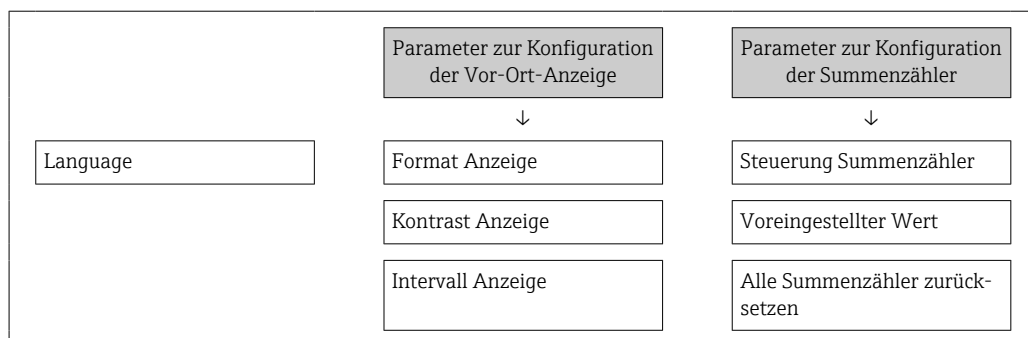 Parameter zur Konfiguration
der Vor-Ort-Anzeige
Parameter zur Konfiguration
der Summenzähler
↓
↓
Language
Format Anzeige
Steuerung Summenzähler
Kontrast Anzeige
Voreingestellter Wert
Intervall Anzeige
Alle Summenzähler zurück-
setzen